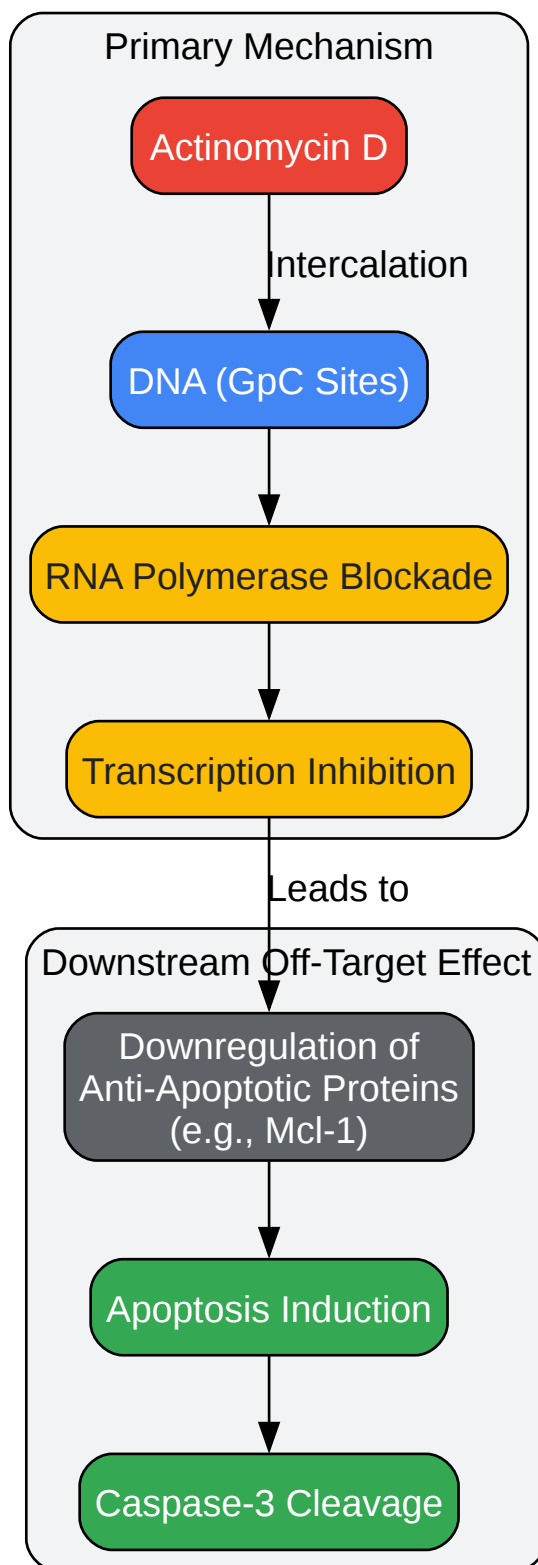 Primary Mechanism
Actinomycin D
Intercalation
DNA (GpC Sites)
RNA Polymerase Blockade
Transcription Inhibition
Leads to
Downstream Off-Target Effect
Downregulation of
Anti-Apoptotic Proteins
(e.g., Mcl-1)
Apoptosis Induction
Caspase-3 Cleavage